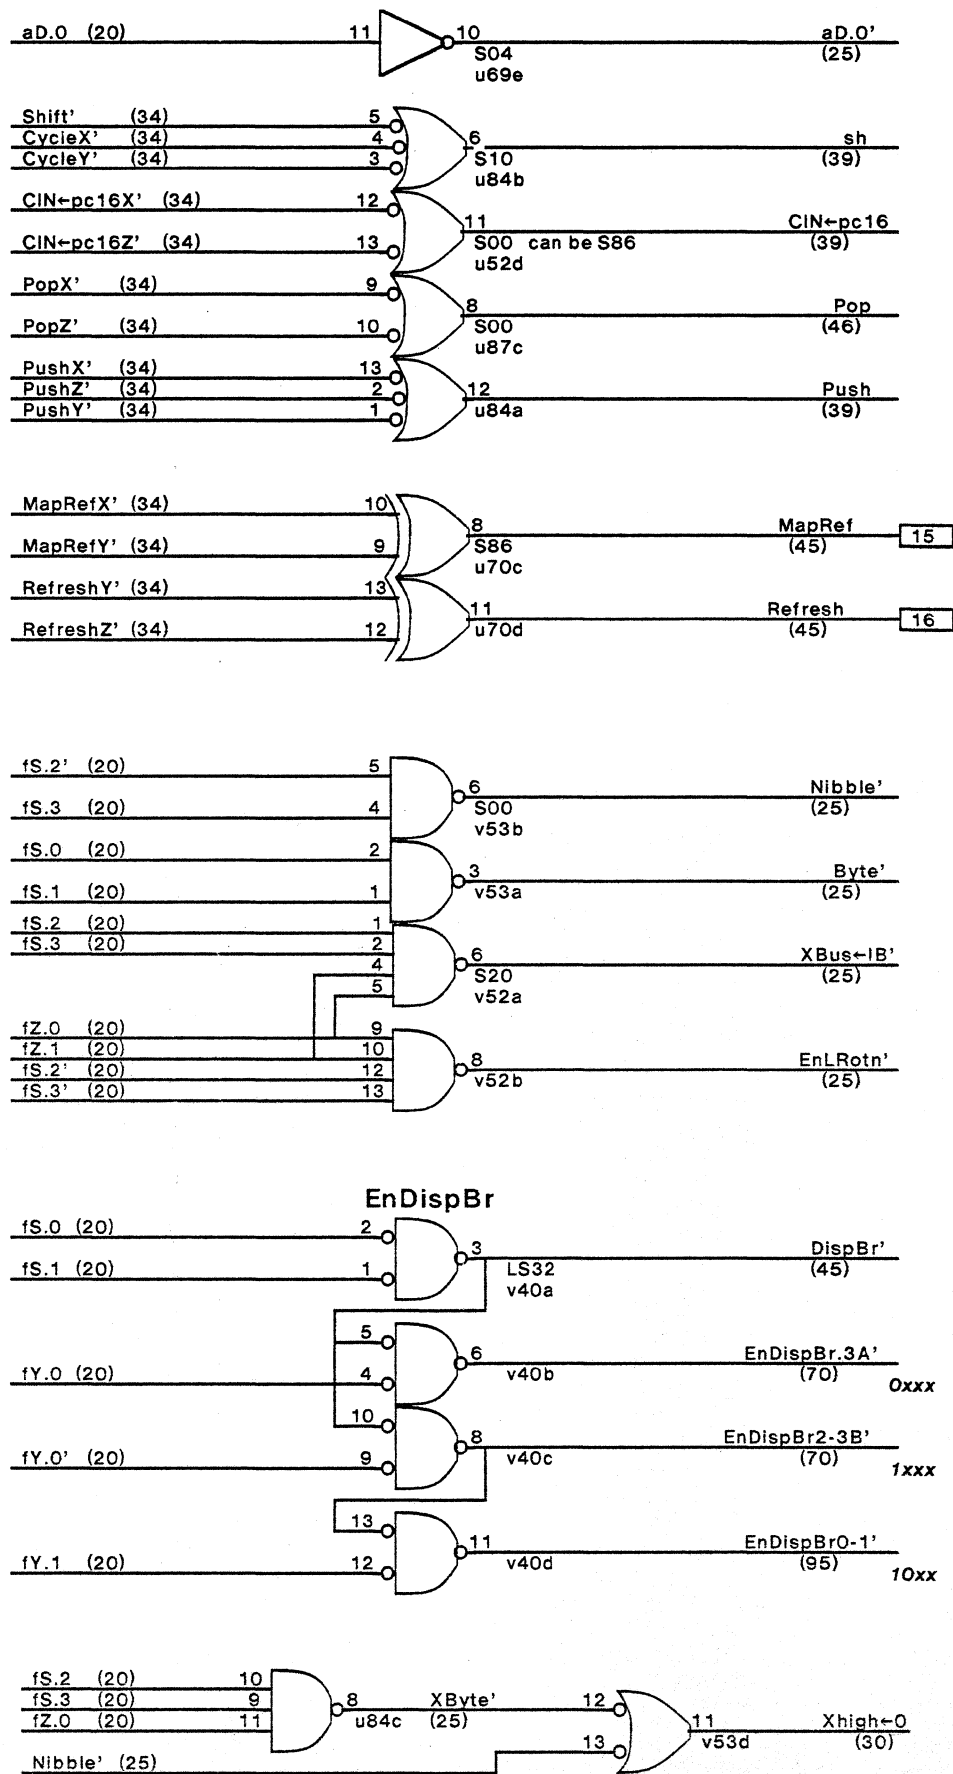 aD.0 (20) 11 10 aD.0' (25)
S04
u69e
Shift' (34) 5
CycleX' (34) 4 6 sh (39)
CycleY' (34) 3 S10
u84b
CIN←pc16X' (34) 12
11 CIN←pc16 (39)
CIN←pc16Z' (34) 13 S00 can be S86
u52d
PopX' (34) 9
8 Pop (46)
PopZ' (34) 10 S00
u87c
PushX' (34) 13
PushZ' (34) 2 12 Push (39)
PushY' (34) 1 u84a
MapRefX' (34) 10
8 MapRef (45) 15
MapRefY' (34) 9 S86
u70c
RefreshY' (34) 13
11 Refresh (45) 16
RefreshZ' (34) 12 u70d
fS.2' (20) 5
6 Nibble' (25)
fS.3 (20) 4 S00
v53b
fS.0 (20) 2
3 Byte' (25)
fS.1 (20) 1 v53a
fS.2 (20) 1
fS.3 (20) 2 6 XBus←IB' (25)
4 S20
5 v52a
fZ.0 (20) 9
fZ.1 (20) 10 8 EnLRotn' (25)
fS.2' (20) 12 v52b
fS.3' (20) 13
EnDispBr
fS.0 (20) 2
3 DispBr' (45)
fS.1 (20) 1 LS32
v40a
5
6 EnDispBr.3A' (70)
fY.0 (20) 4 v40b 0xxx
10
8 EnDispBr2-3B' (70)
fY.0' (20) 9 v40c 1xxx
13
11 EnDispBr0-1' (95)
fY.1 (20) 12 v40d 10xx
fS.2 (20) 10
fS.3 (20) 9 8 XByte' (25) 12
fZ.0 (20) 11 u84c 11 Xhigh←0 (30)
Nibble' (25) 13 v53d